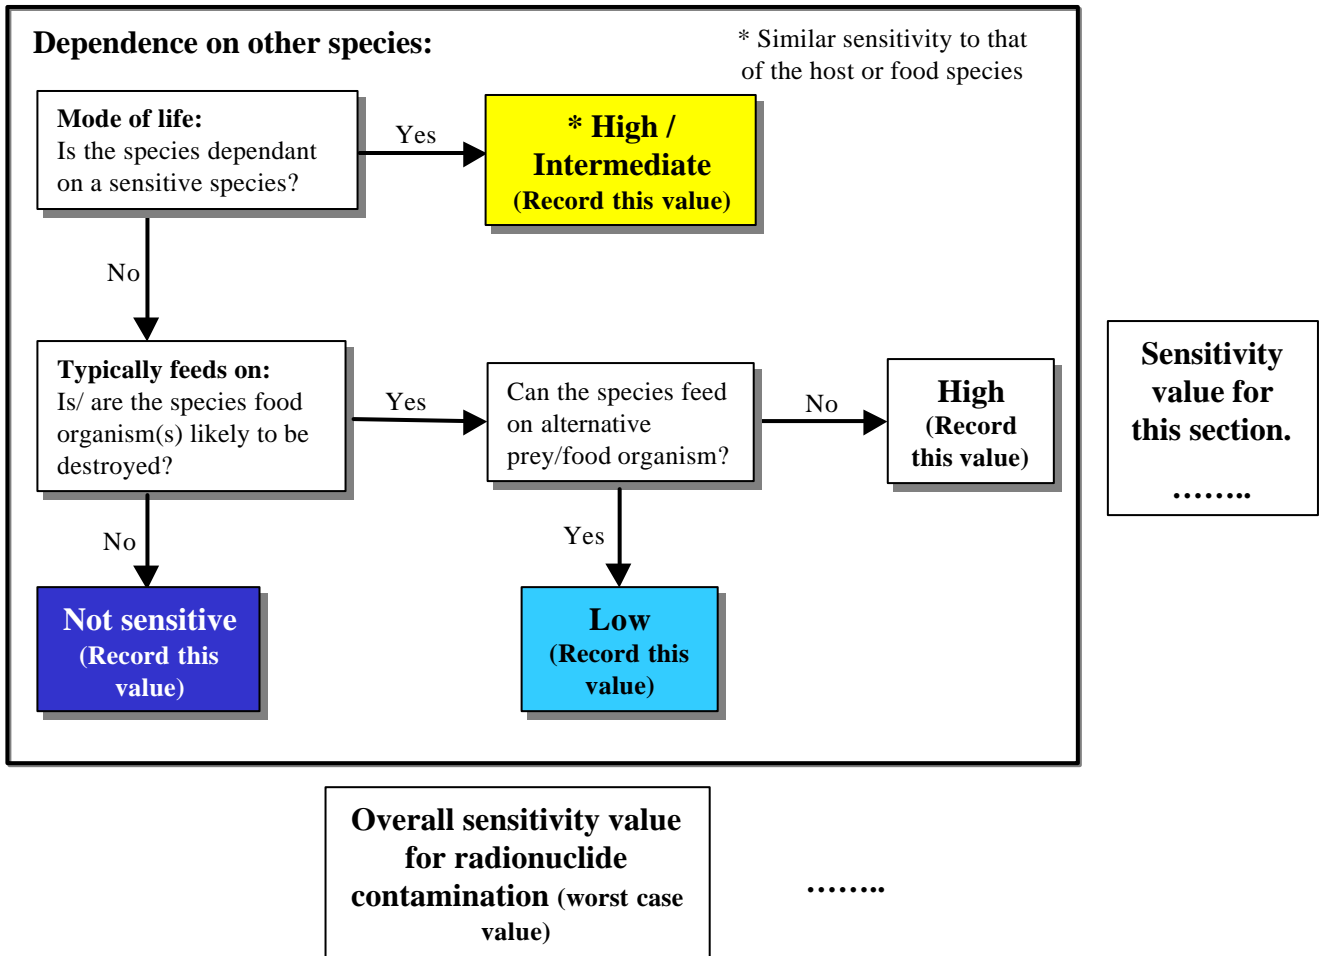 Dependence on other species:
* Similar sensitivity to that
of the host or food species
Mode of life:
Is the species dependant
on a sensitive species?
Yes
* High /
Intermediate
(Record this value)
No
Typically feeds on:
Is/ are the species food
organism(s) likely to be
destroyed?
Yes
Can the species feed
on alternative
prey/food organism?
No
High
(Record
this value)
Sensitivity
value for
this section.
........
No
Yes
Not sensitive
(Record this
value)
Low
(Record this
value)
Overall sensitivity value
for radionuclide
contamination (worst case
value)
........